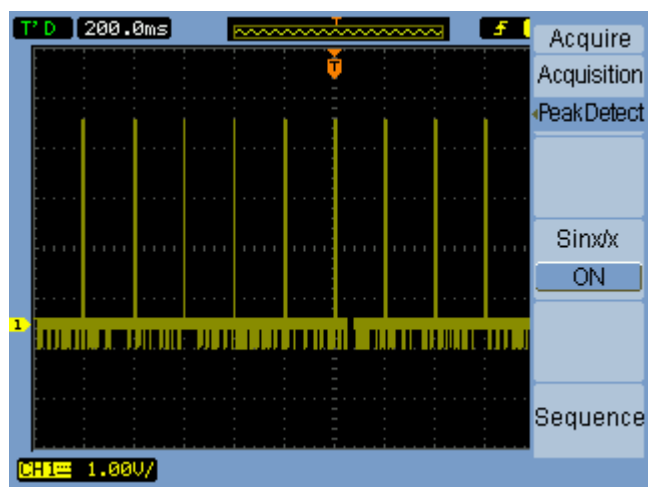 T'D 200.0ms
T
Acquire
Acquisition
PeakDetect
Sinx/x
ON
1
Sequence
CH1 1.00V/